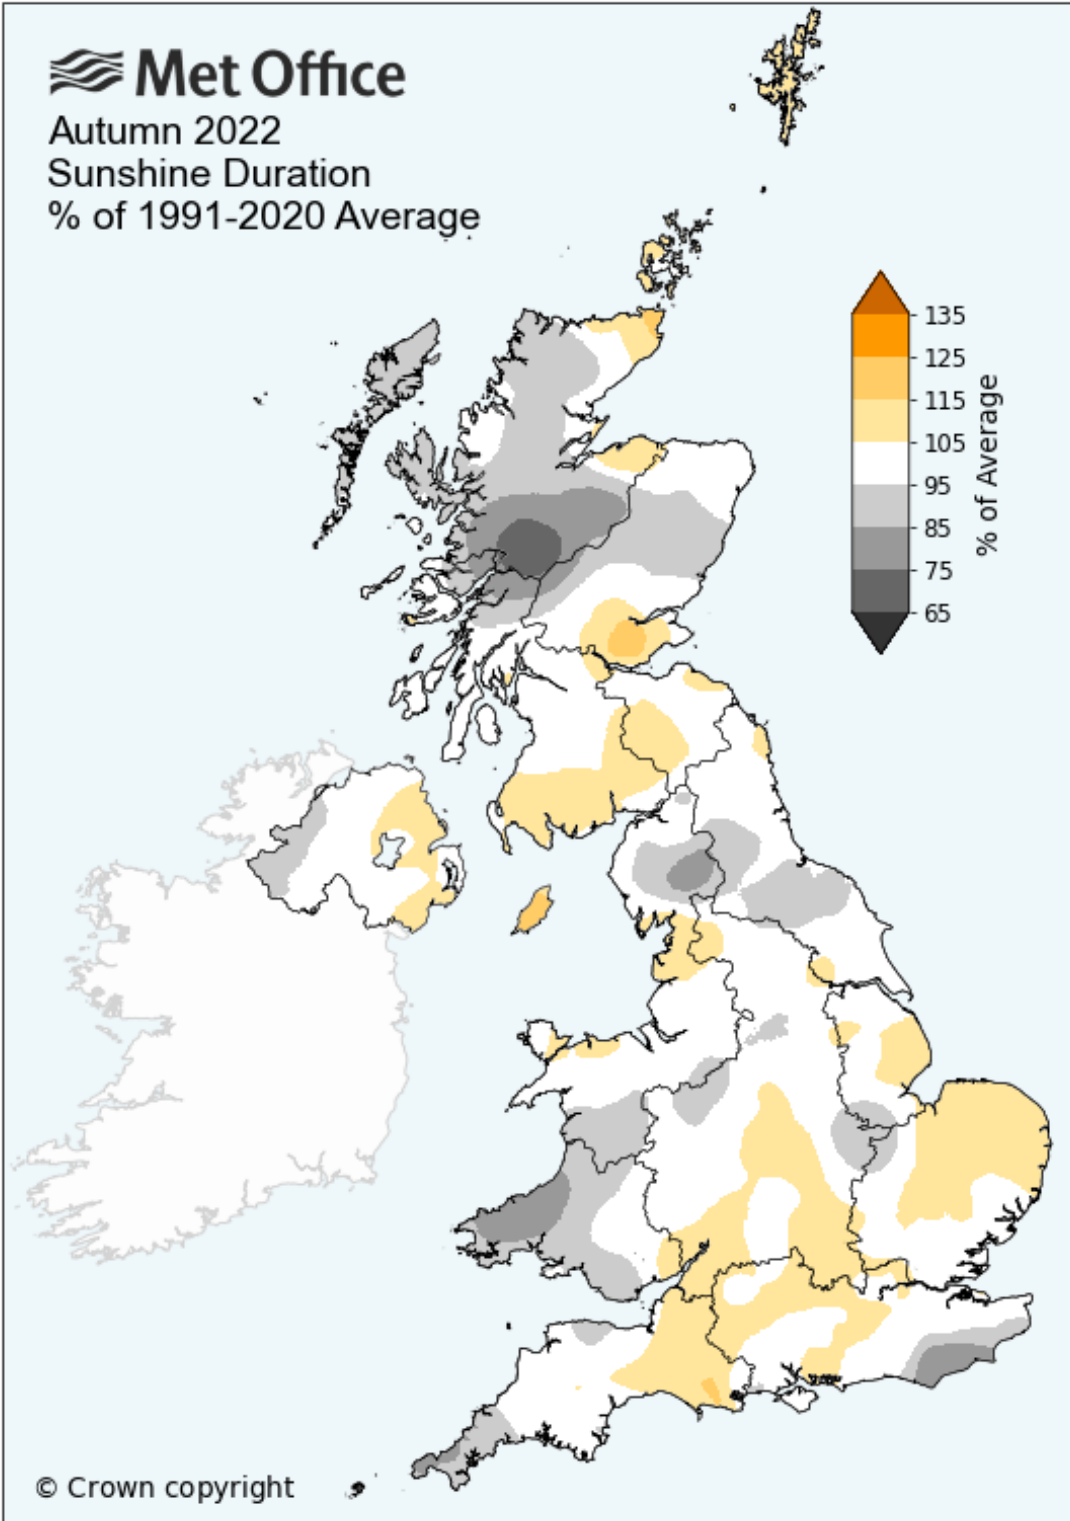 Met Office
Autumn 2022
Sunshine Duration
% of 1991-2020 Average
135
125
115
105
95
85
75
65
% of Average
© Crown copyright